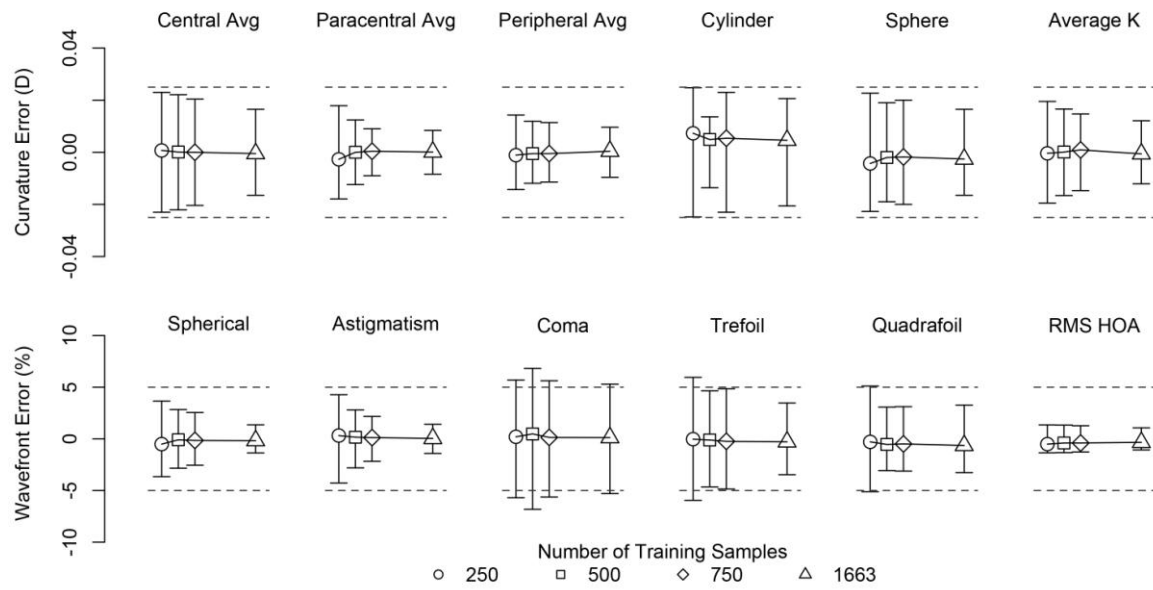 Central Avg Paracentral Avg Peripheral Avg Cylinder Sphere Average K
Curvature Error (D)
0.04
0.00
-0.04
Spherical Astigmatism Coma Trefoil Quadrafoil RMS HOA
Wavefront Error (%)
10
5
0
-5
-10
Number of Training Samples
250 500 750 1663